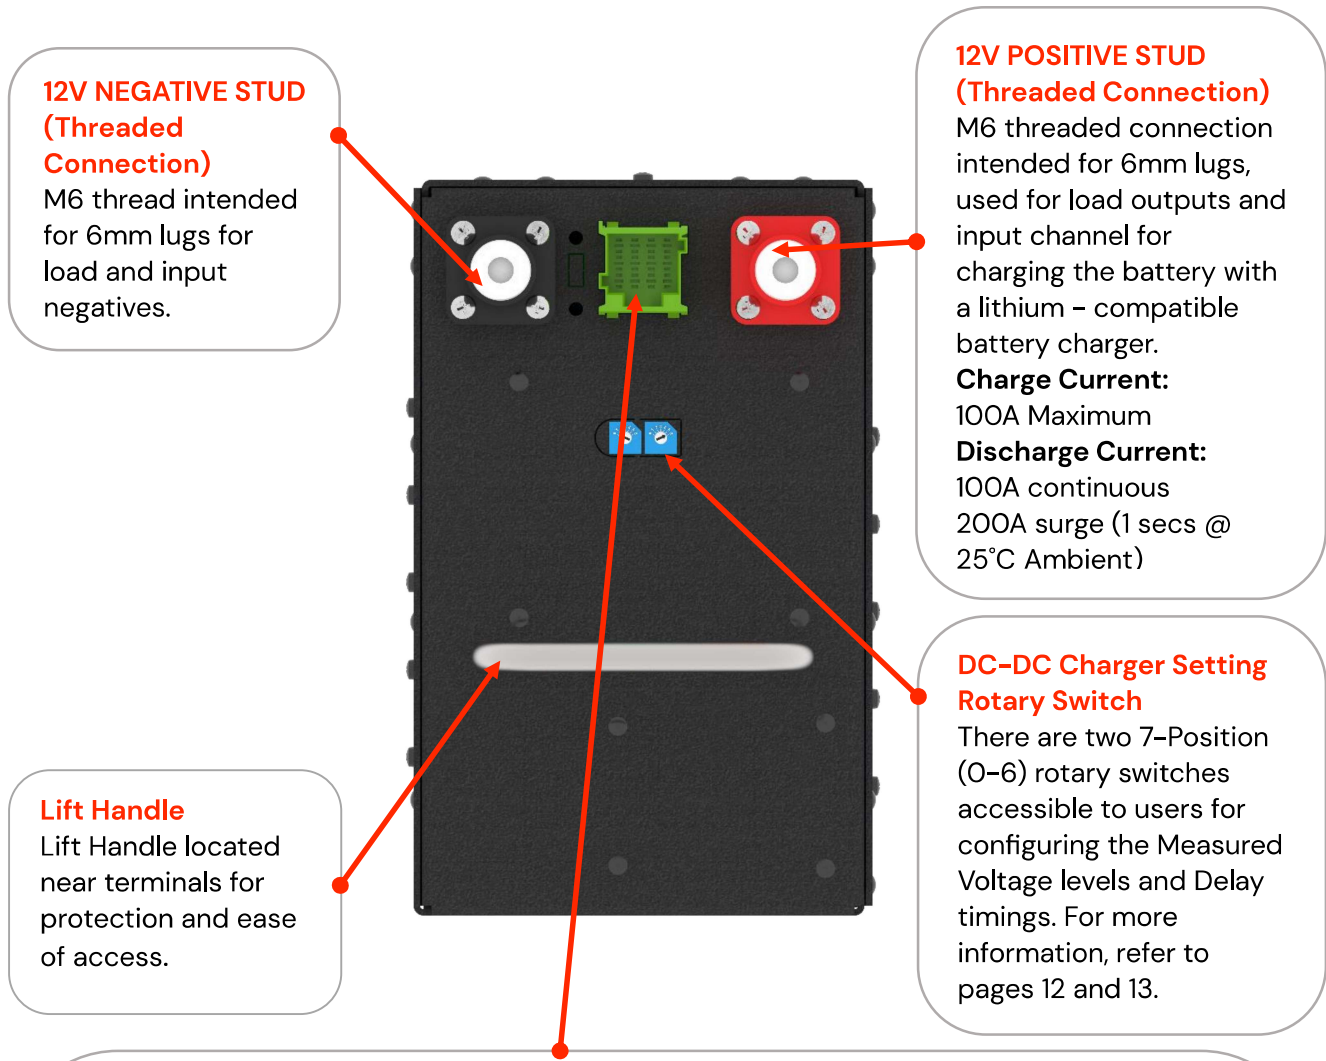 12V NEGATIVE STUD
(Threaded
Connection)
M6 thread intended
for 6mm lugs for
load and input
negatives.
12V POSITIVE STUD
(Threaded Connection)
M6 threaded connection
intended for 6mm lugs,
used for load outputs and
input channel for
charging the battery with
a lithium – compatible
battery charger.
Charge Current:
100A Maximum
Discharge Current:
100A continuous
200A surge (1 secs @
25°C Ambient)
DC-DC Charger Setting
Rotary Switch
There are two 7-Position
(0-6) rotary switches
accessible to users for
configuring the Measured
Voltage levels and Delay
timings. For more
information, refer to
pages 12 and 13.
Lift Handle
Lift Handle located
near terminals for
protection and ease
of access.